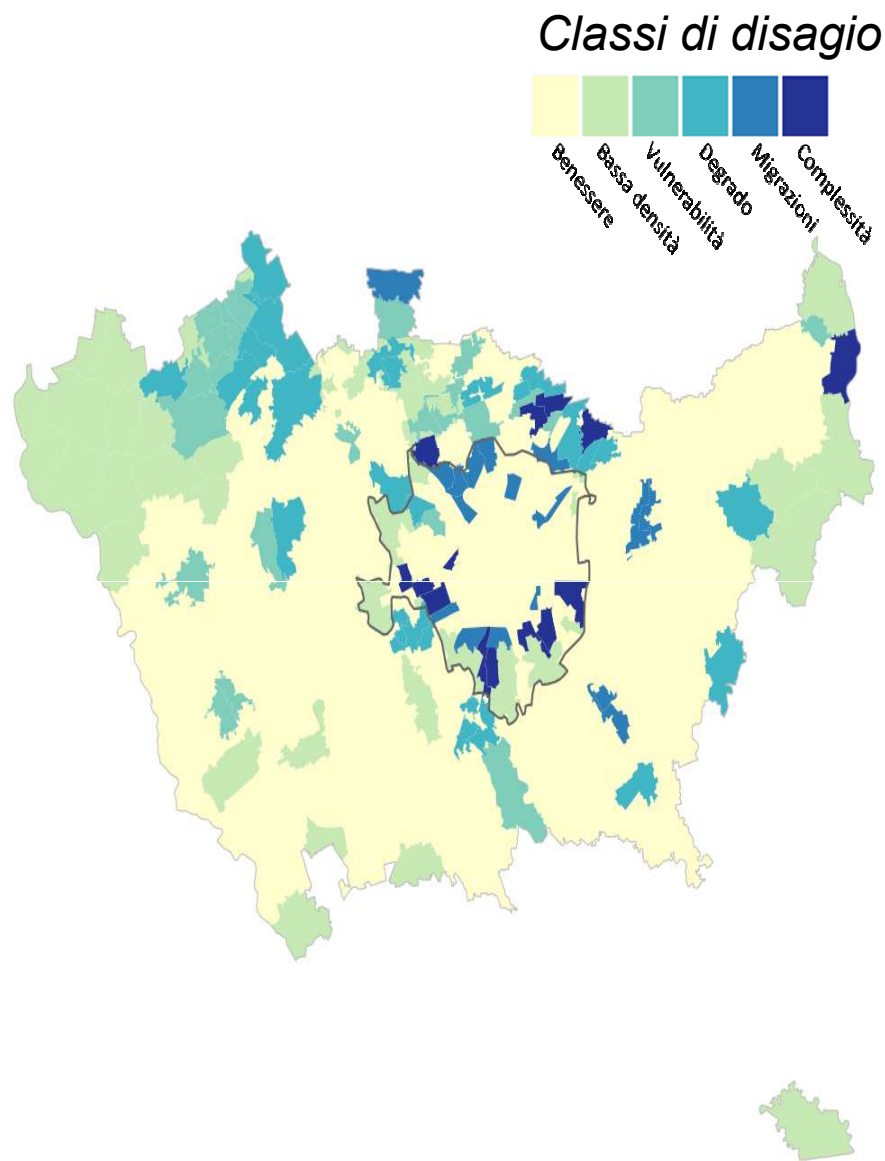 Classi di disagio
Benessere
Bassa densità
Vulnerabilità
Degrado
Migrazioni
Complessità